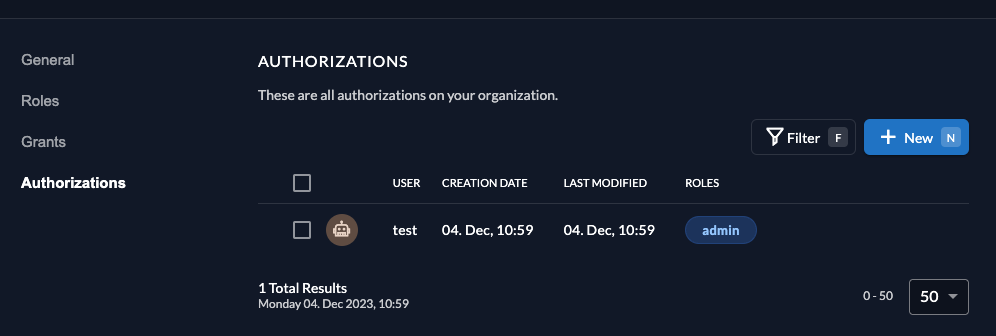 General
Roles
Grants
Authorizations
AUTHORIZATIONS
These are all authorizations on your organization.
Filter F
New N
USER CREATION DATE LAST MODIFIED ROLES
test 04. Dec, 10:59 04. Dec, 10:59 admin
1 Total Results
Monday 04. Dec 2023, 10:59
0 - 50 50